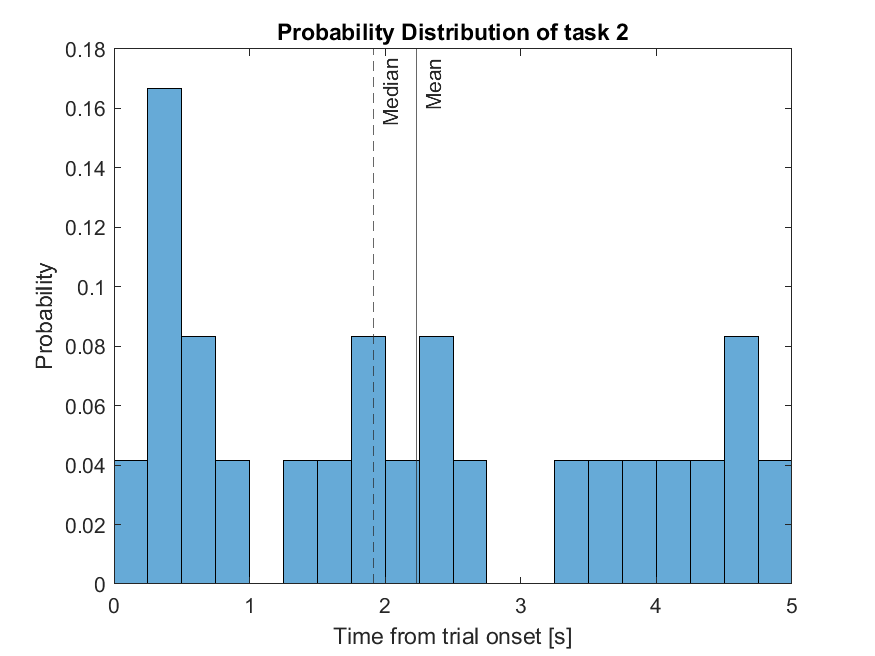 Probability Distribution of task 2
0.18
0.16
0.14
0.12
0.1
0.08
0.06
0.04
0.02
0
Probability
Median
Mean
0 1 2 3 4 5
Time from trial onset [s]